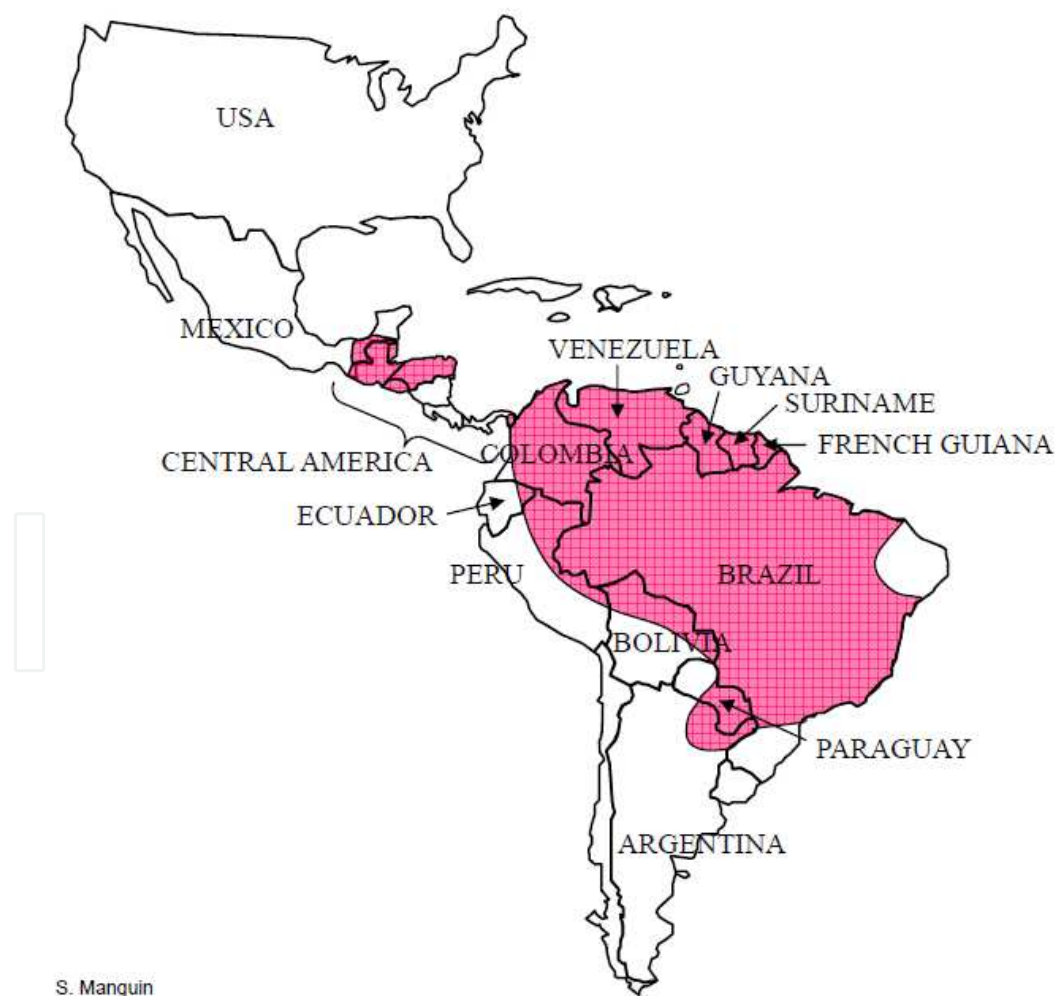 USA
MEXICO
VENEZUELA
GUYANA
SURINAME
FRENCH GUIANA
CENTRAL AMERICA
COLOMBIA
ECUADOR
PERU
BRAZIL
BOLIVIA
PARAGUAY
ARGENTINA
S. Manguin